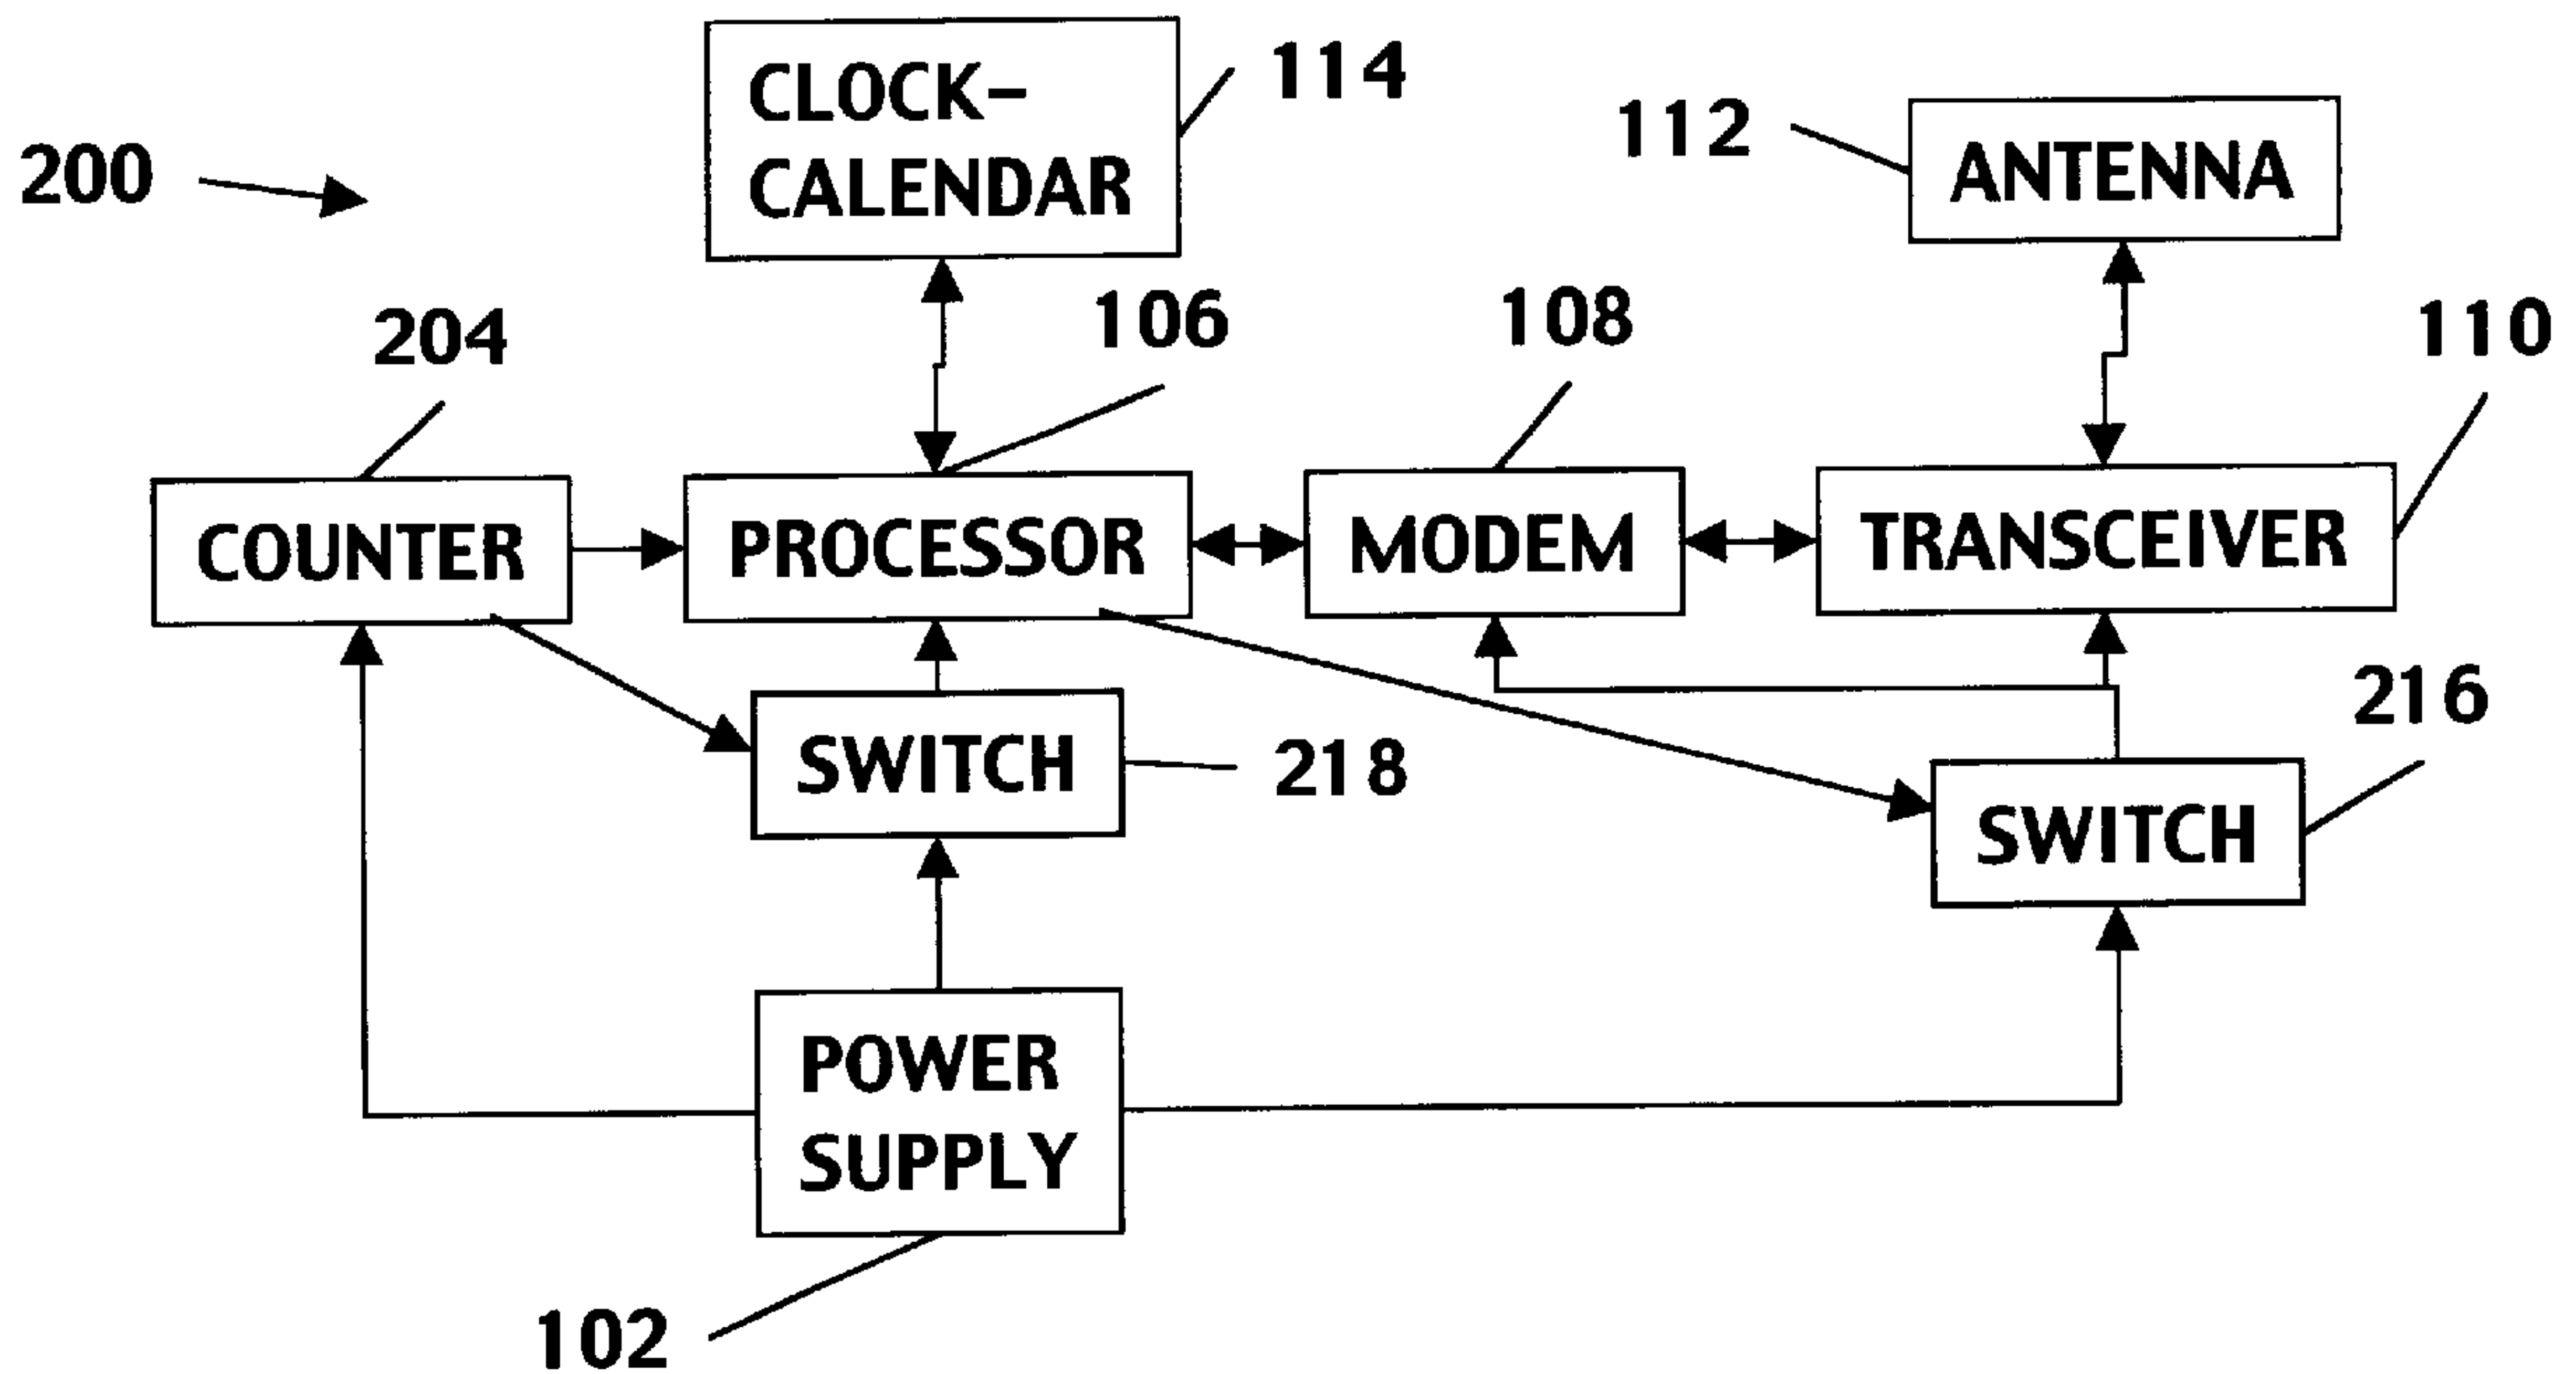 CLOCK-
CALENDAR
114
112
ANTENNA
200
204
106
108
110
COUNTER
PROCESSOR
MODEM
TRANSCEIVER
SWITCH
218
216
SWITCH
POWER
SUPPLY
102